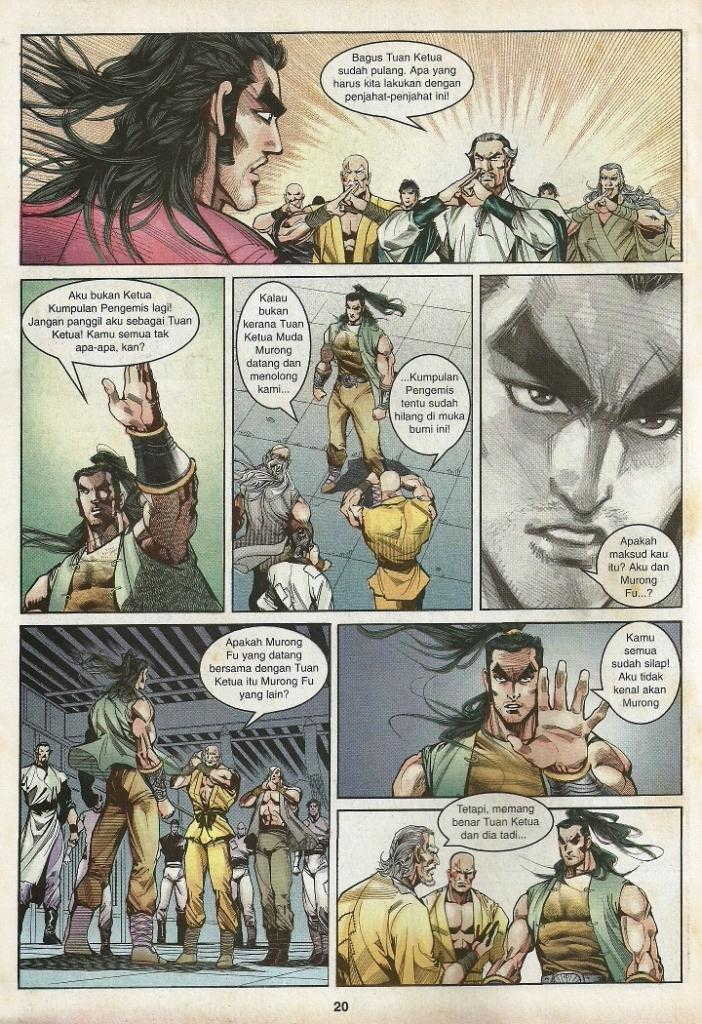 Bagus Tuan Ketua
sudah pulang. Apa yang
harus kita lakukan dengan
penjahat-penjahat ini!
Aku bukan Ketua
Kumpulan Pengemis lagi!
Jangan panggil aku sebagai Tuan
Ketua! Kamu semua tak
apa-apa, kan?
Kalau
bukan
kerana Tuan
Ketua Muda
Murong
datang dan
menolong
kami...
...Kumpulan
Pengemis
tentu sudah
hilang di muka
bumi ini!
Apakah
maksud kau
itu? Aku dan
Murong
Fu...?
Apakah Murong
Fu yang datang
bersama dengan Tuan
Ketua itu Murong Fu
yang lain?
Kamu
semua
sudah silap!
Aku tidak
kenal akan
Murong
Tetapi, memang
benar Tuan Ketua
dan dia tadi...
20